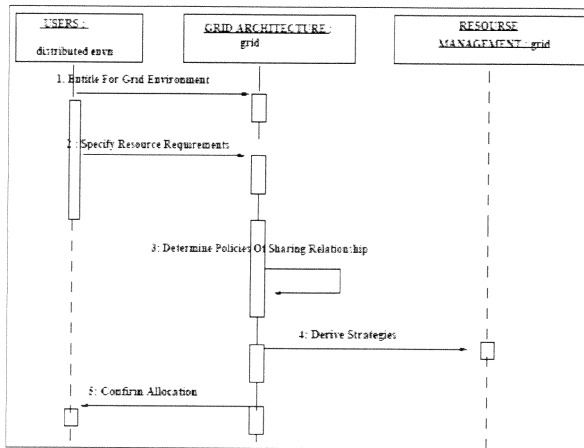 USERS :
distributed envn
GRID ARCHITECTURE :
grid
RESOURSE
MANAGEMENT : grid
1. Entitle For Grid Environment
2 : Specify Resource Requirements
3: Determine Policies Of Sharing Relationship
4: Derive Strategies
5: Confirm Allocation